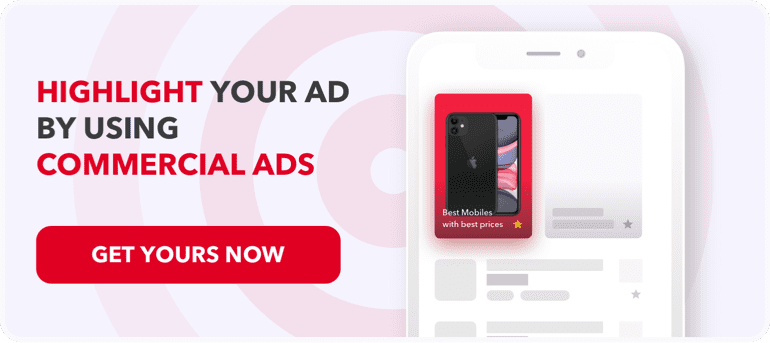 HIGHLIGHT YOUR AD
BY USING
COMMERCIAL ADS
GET YOURS NOW
Best Mobiles
with best prices